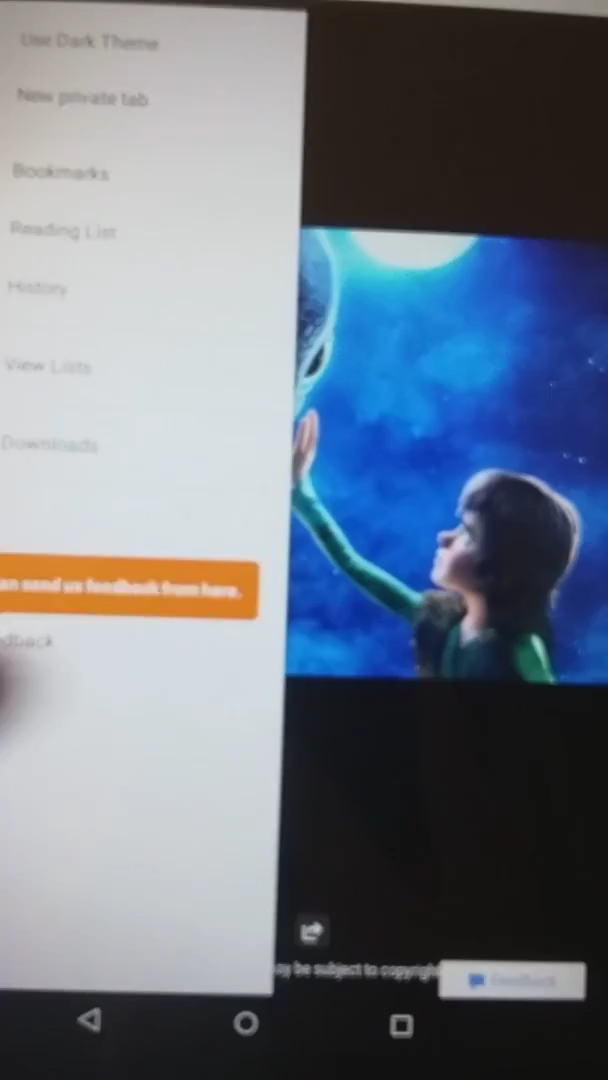 Use Dark Theme
New private tab
Bookmarks
Reading List
History
View Lists
Downloads
an send us feedback from here.
dback
ay be subject to copyright
Feedback